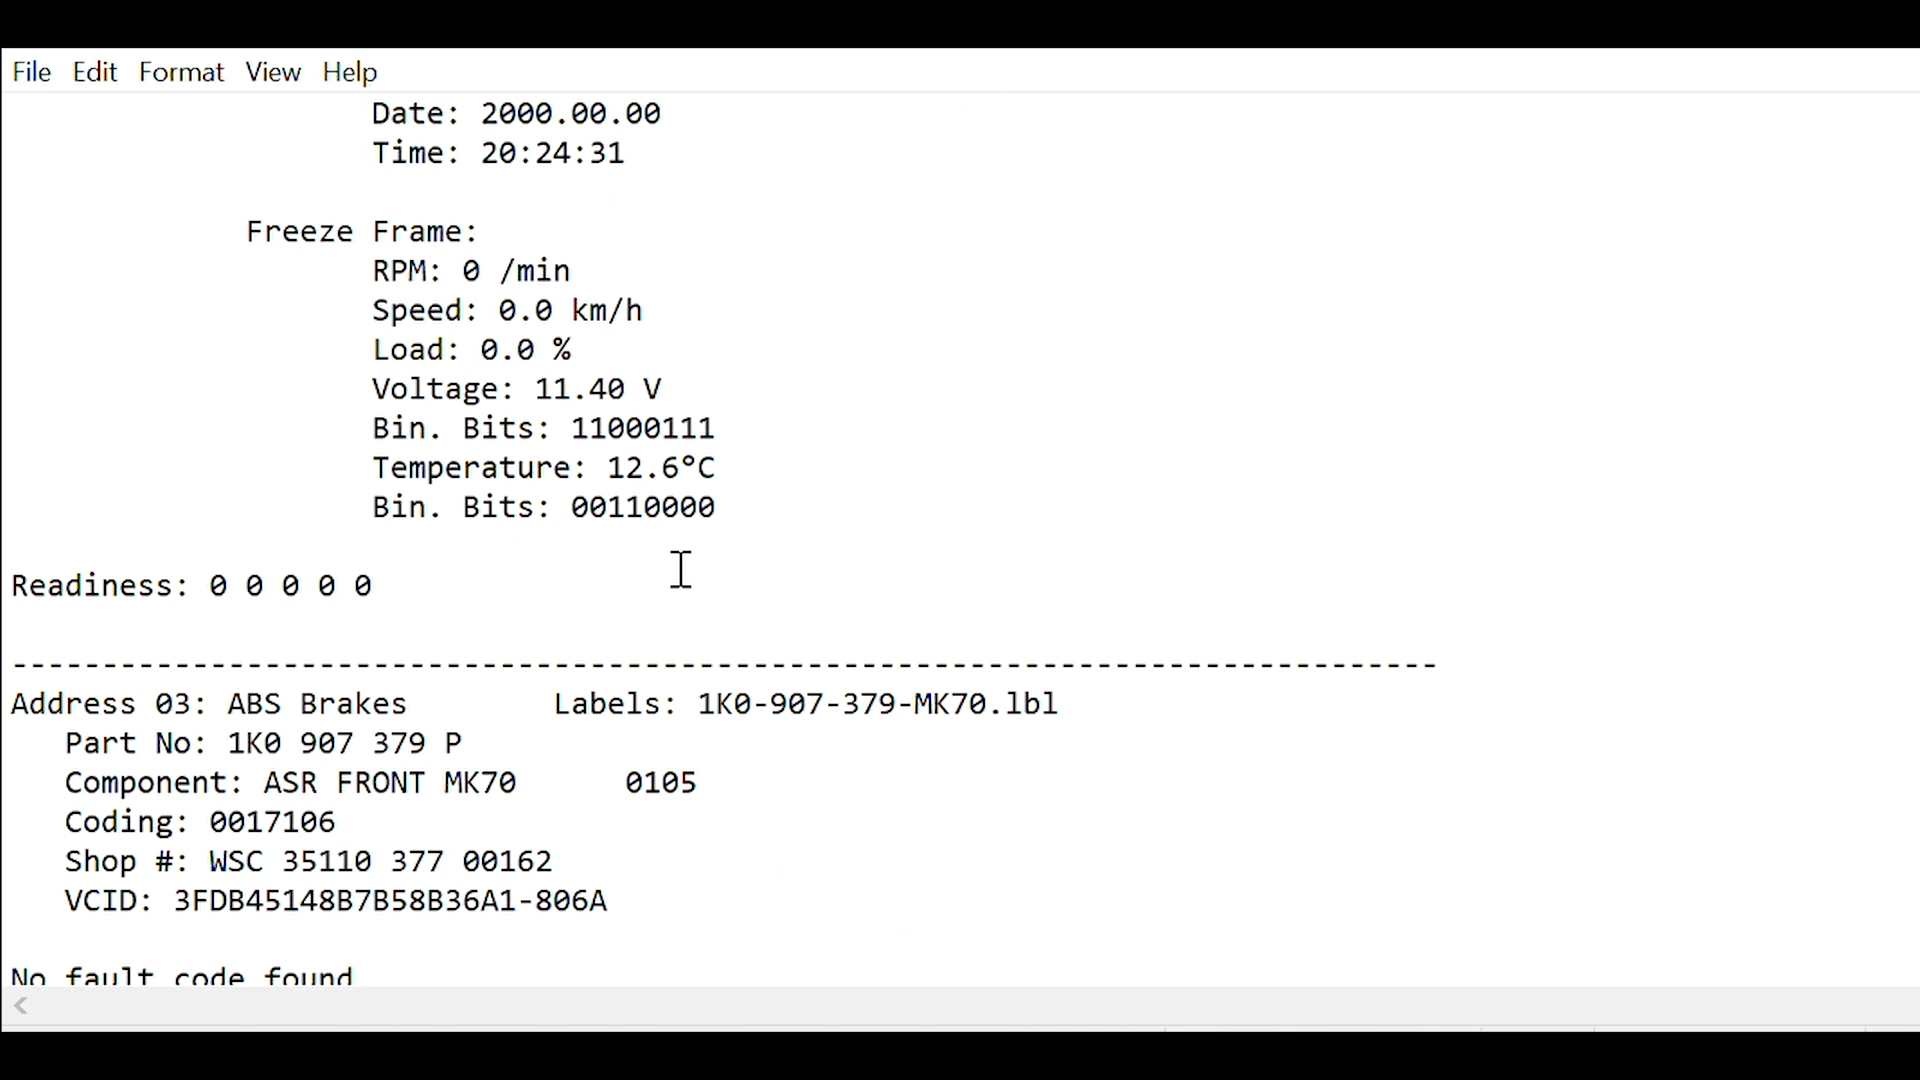 File Edit Format View Help
Date: 2000.00.00
Time: 20:24:31
Freeze Frame:
RPM: 0 /min
Speed: 0.0 km/h
Load: 0.0 %
Voltage: 11.40 V
Bin. Bits: 11000111
Temperature: 12.6°C
Bin. Bits: 00110000
Readiness: 0 0 0 0 0
--------------------------------------------------------------------------------
Address 03: ABS Brakes Labels: 1K0-907-379-MK70.lbl
Part No: 1K0 907 379 P
Component: ASR FRONT MK70 0105
Coding: 0017106
Shop #: WSC 35110 377 00162
VCID: 3FDB45148B7B58B36A1-806A
No fault code found